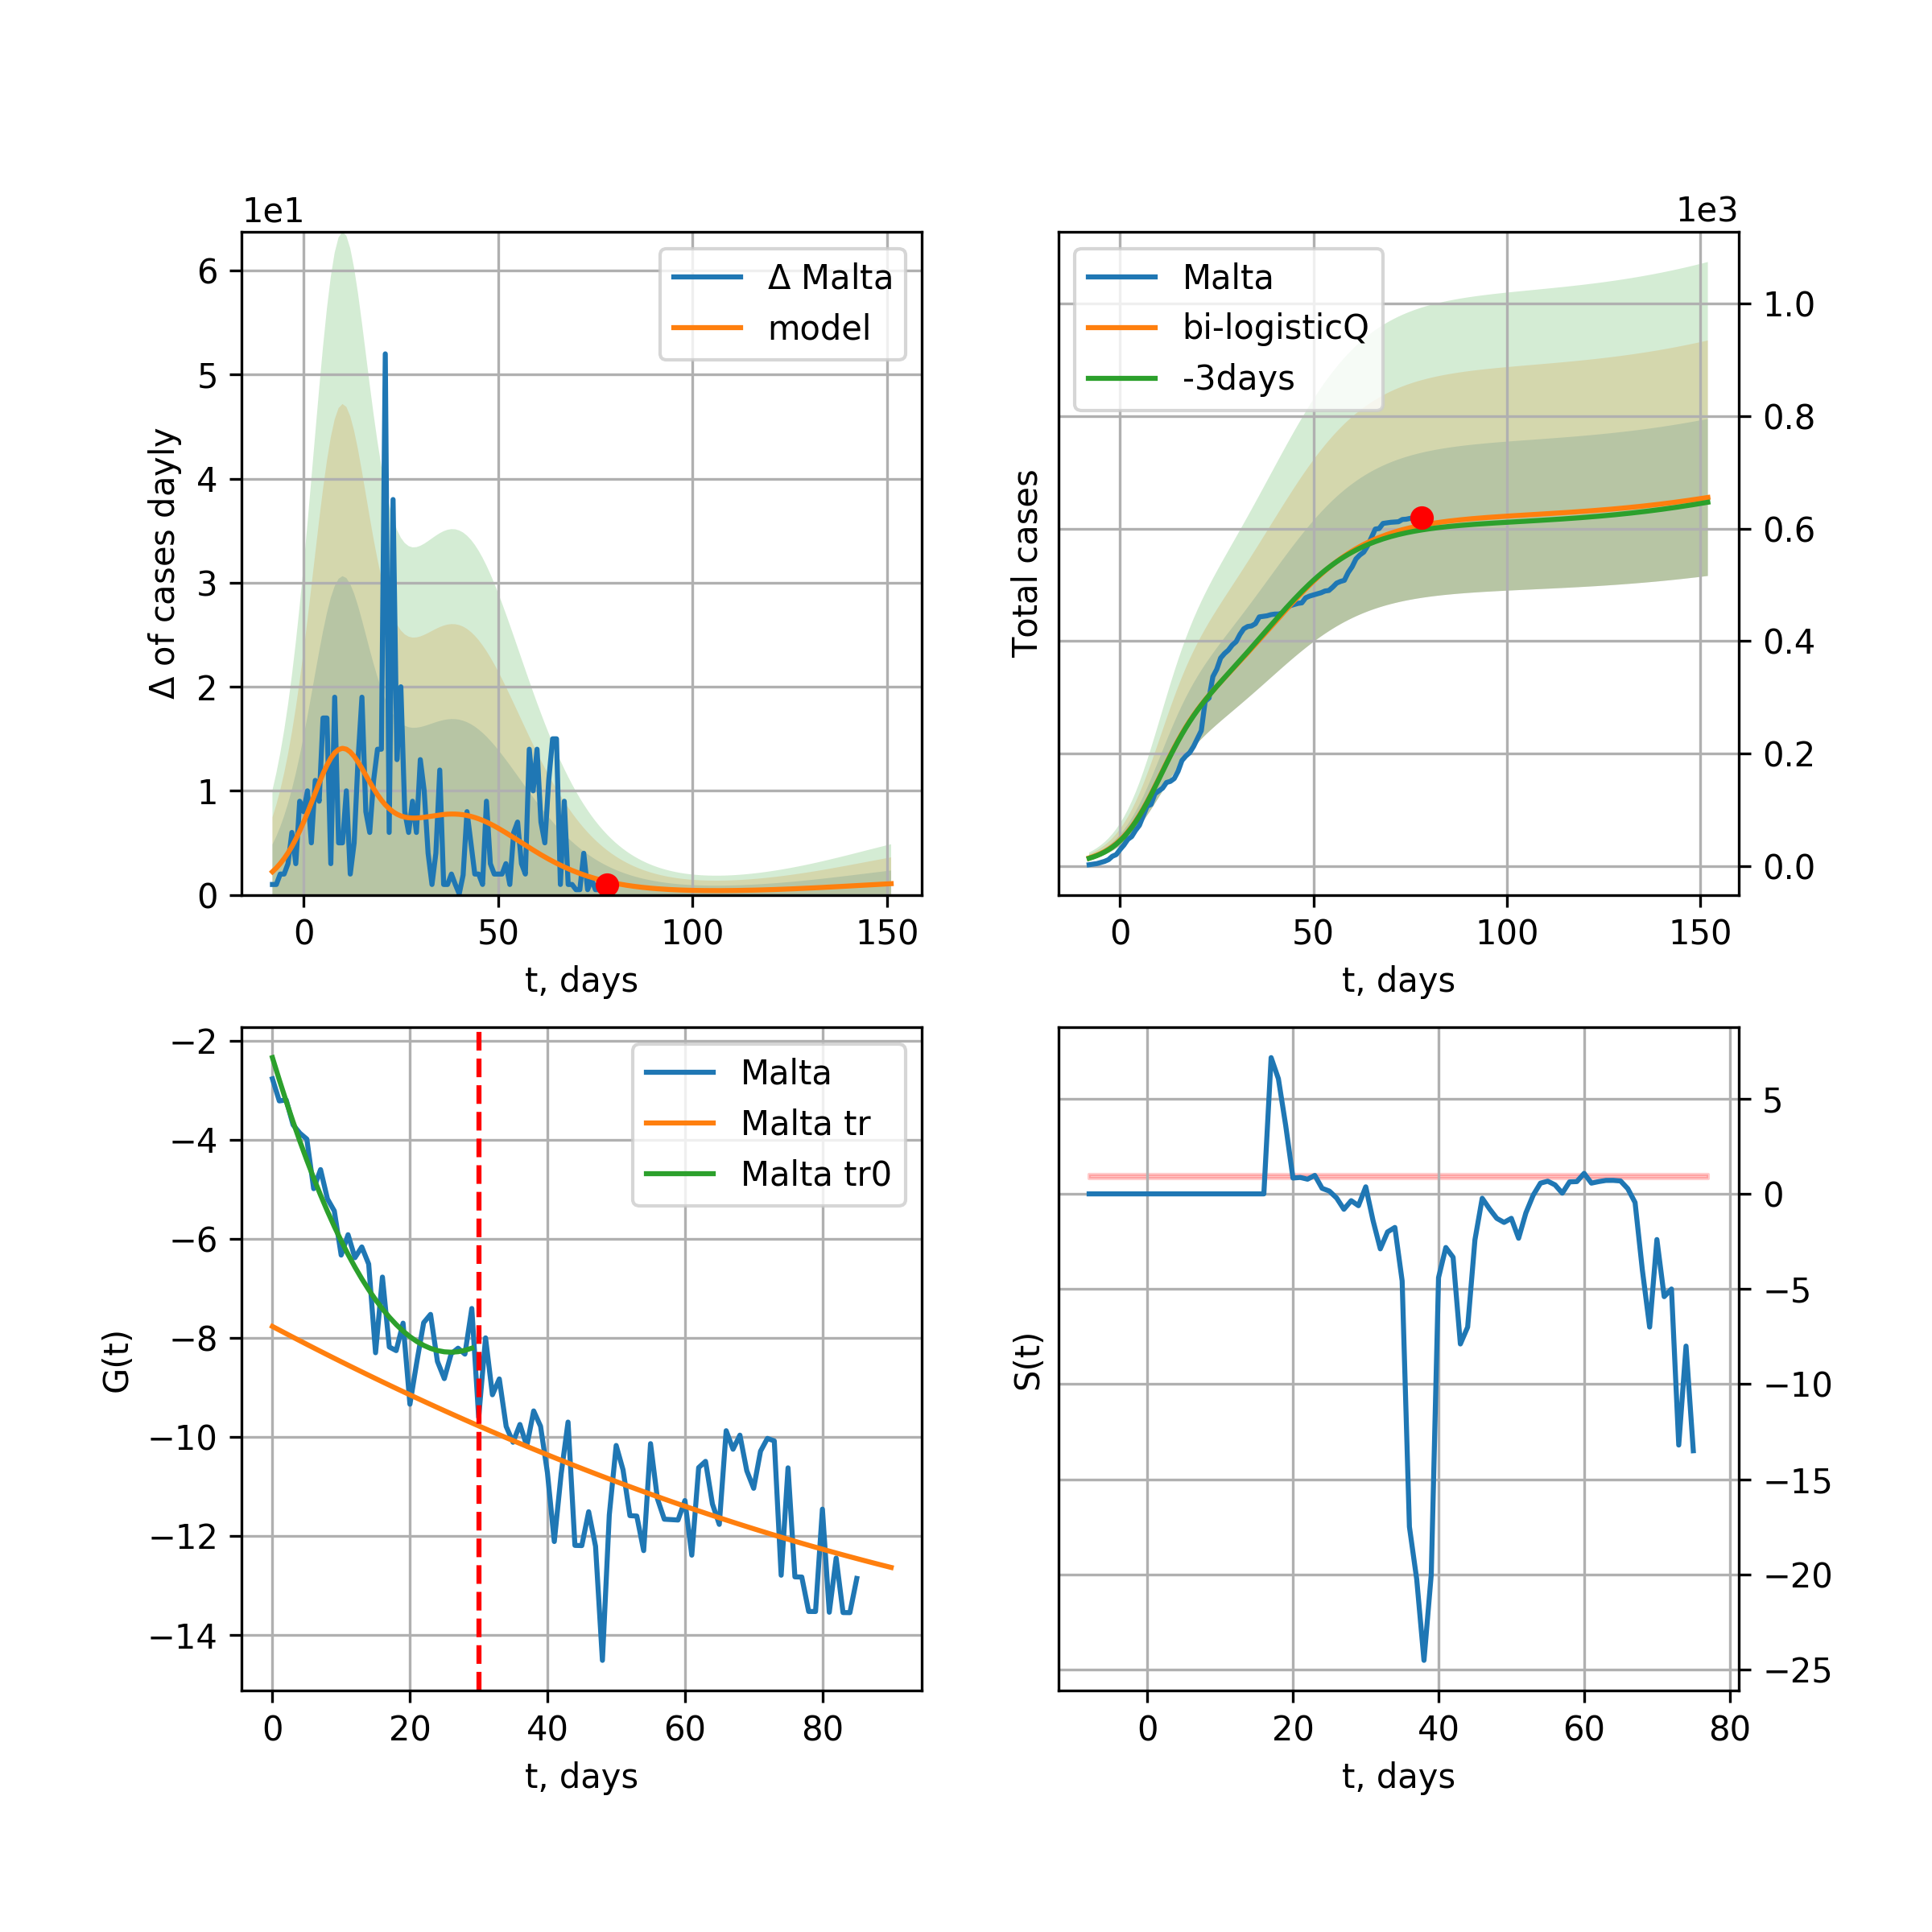 1e1
Δ of cases dayly
6
5
4
3
2
1
0
Δ Malta
model
0 50 100 150
t, days
1e3
Total cases
Malta
bi-logisticQ
-3days
1.0
0.8
0.6
0.4
0.2
0.0
0 50 100 150
t, days
G(t)
−2
−4
−6
−8
−10
−12
−14
Malta
Malta tr
Malta tr0
0 20 40 60 80
t, days
S(t)
5
0
−5
−10
−15
−20
−25
0 20 40 60 80
t, days